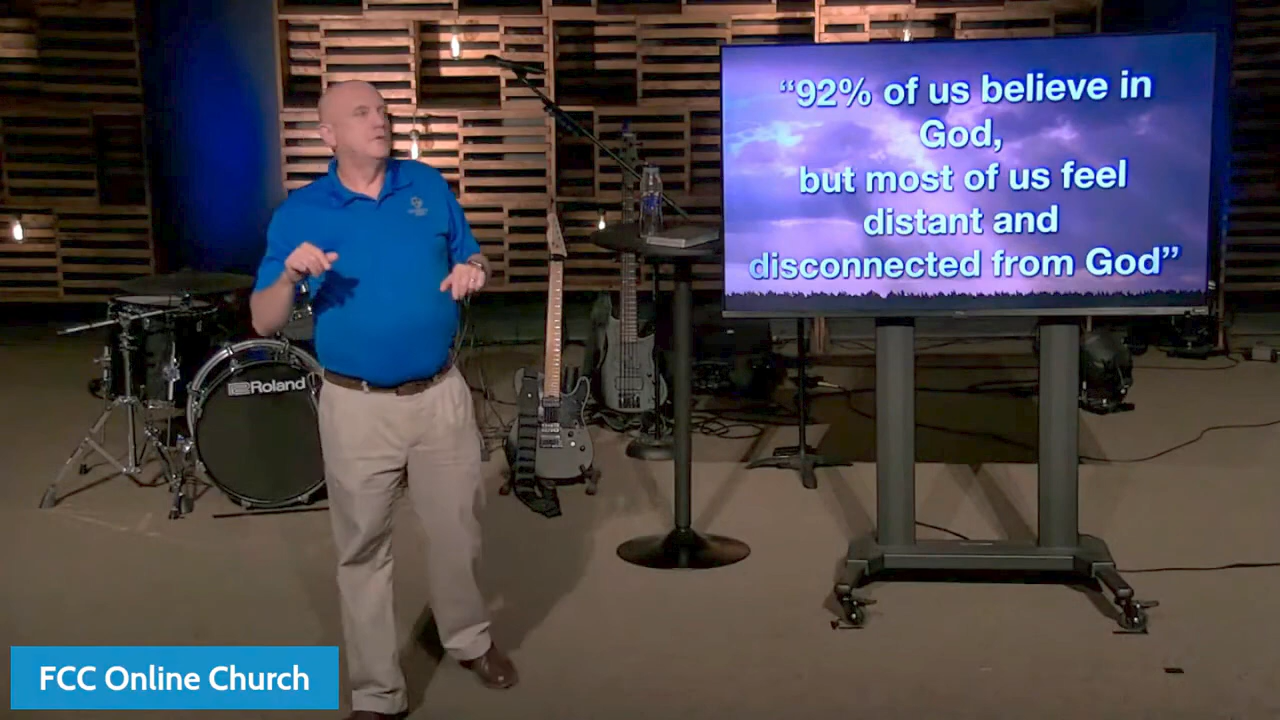 “92% of us believe in
God,
but most of us feel
distant and
disconnected from God”
Roland
FCC Online Church